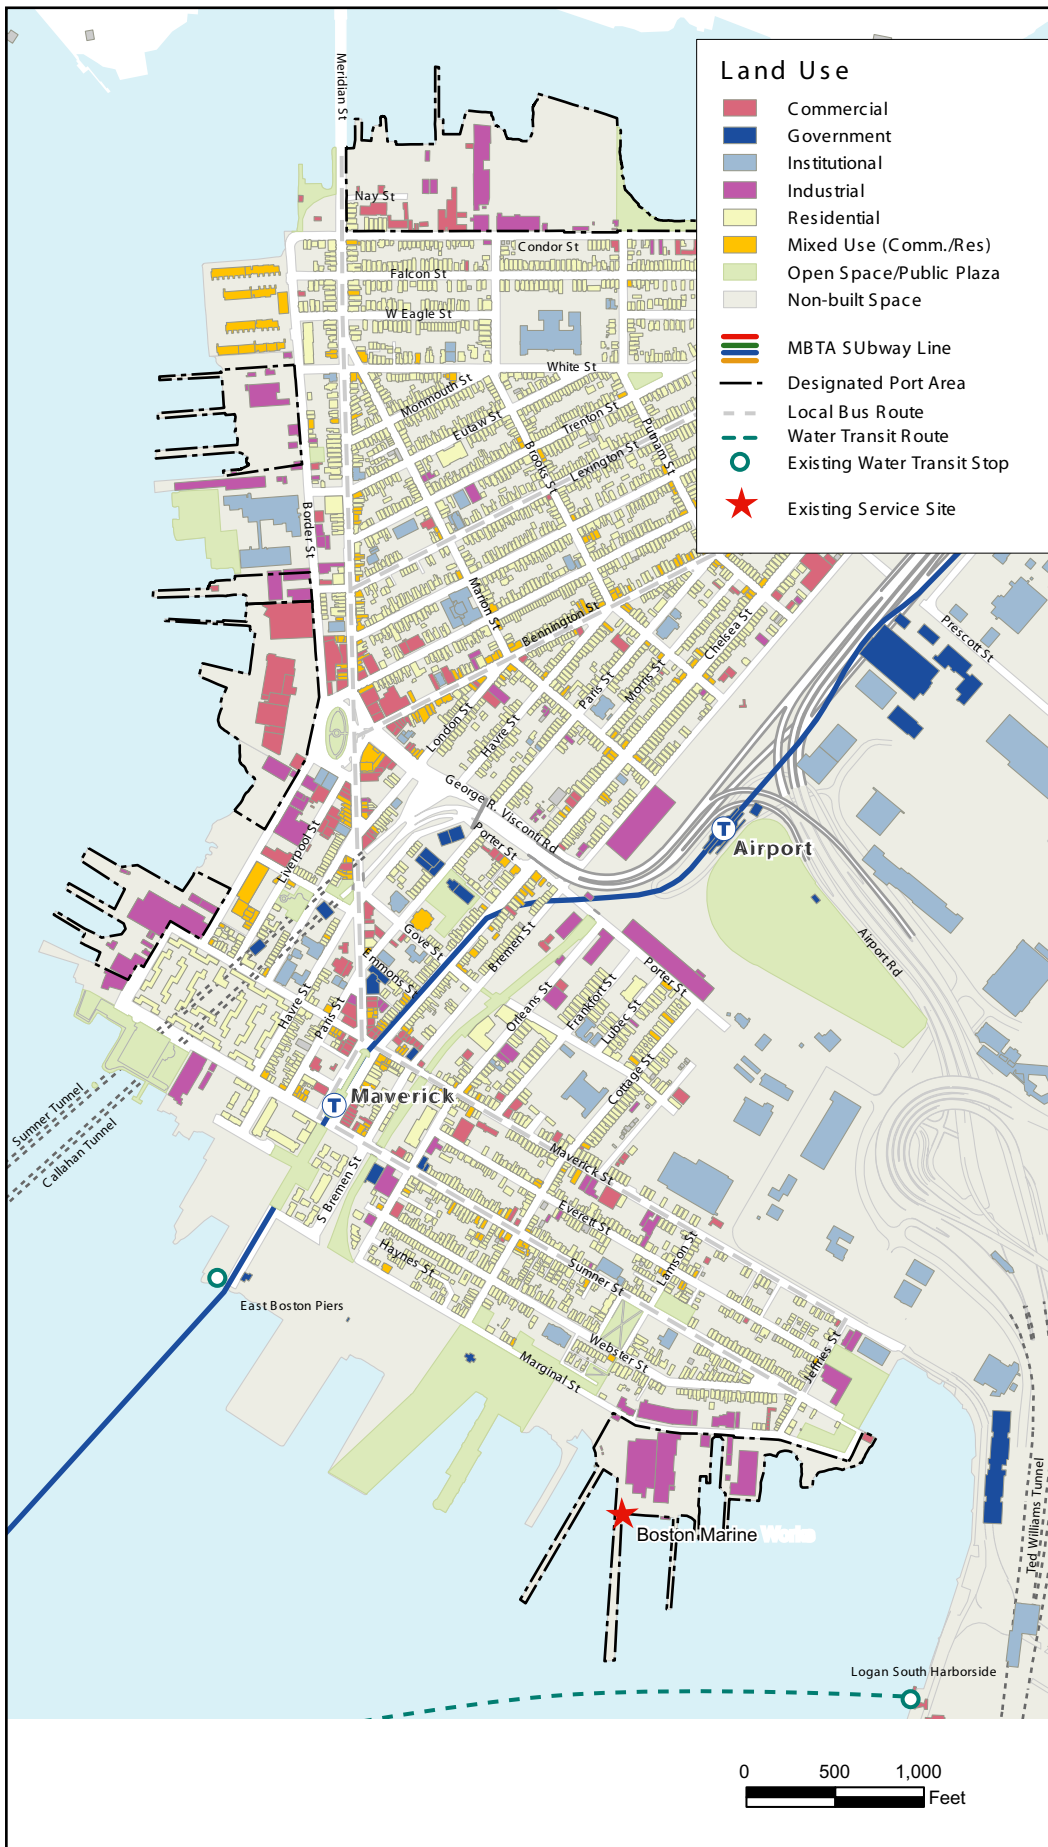 Meridian St
Land Use
Commercial
Government
Institutional
Industrial
Residential
Mixed Use (Comm./Res)
Open Space/Public Plaza
Non-built Space
MBTA SUbway Line
Designated Port Area
Local Bus Route
Water Transit Route
Existing Water Transit Stop
Existing Service Site
Nay St
Condor St
Falcon St
W Eagle St
White St
Monmouth St
Eutaw St
Trenton St
Lexington St
Putnam St
Brooks St
Border St
Marion St
Bennington St
Chelsea St
Prescott St
Paris St
Morris St
London St
Havre St
George R. Visconti Rd
Porter St
T
Airport
Liverpool St
Gove St
Emmons St
Bremen St
Airport Rd
Porter St
Havre St
Paris St
Orleans St
Frankfort St
Lubec St
Cottage St
Sumner Tunnel
Callahan Tunnel
T
Maverick
Maverick St
S Bremen St
Everett St
Haynes St
Sumner St
Lamson St
East Boston Piers
Webster St
Marginal St
Jeffries St
Boston Marine Works
Ted Williams Tunnel
Logan South Harborside
0 500 1,000
Feet